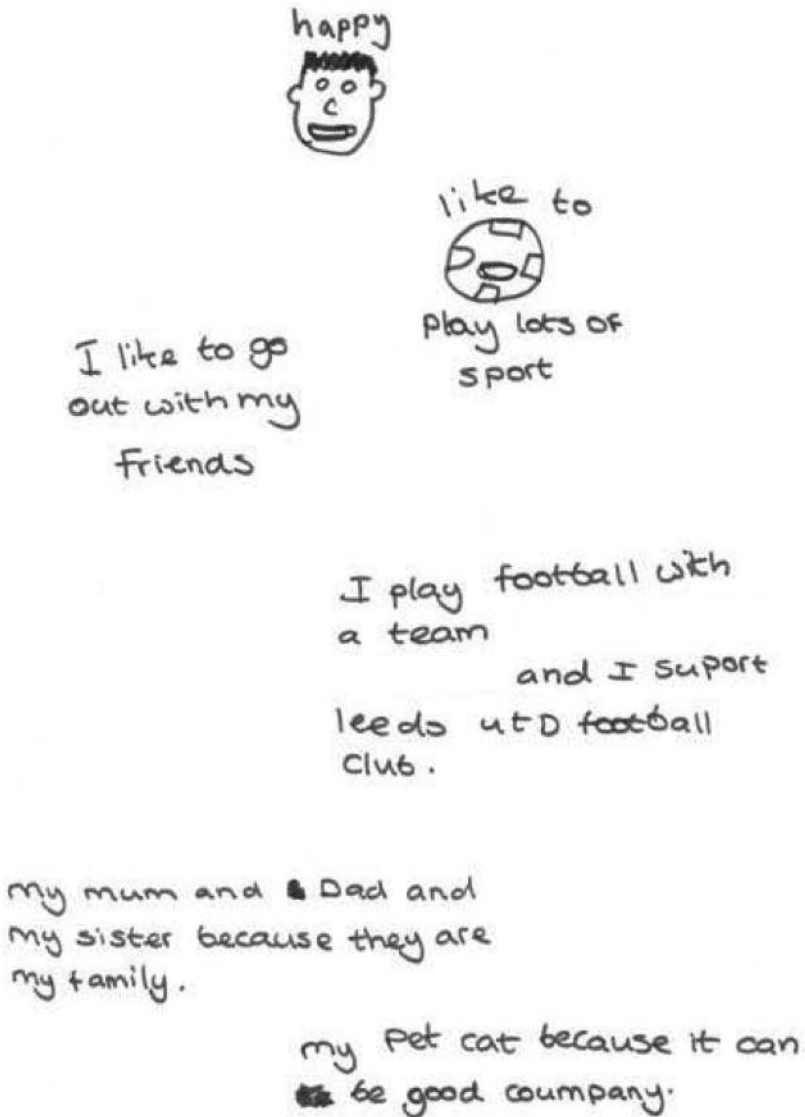 happy
like to
play lots of
sport
I like to go
out with my
friends
I play football with
a team
and I suport
leeds utD football
club.
my mum and Dad and
my sister because they are
my family.
my pet cat because it can
be good coumpany.